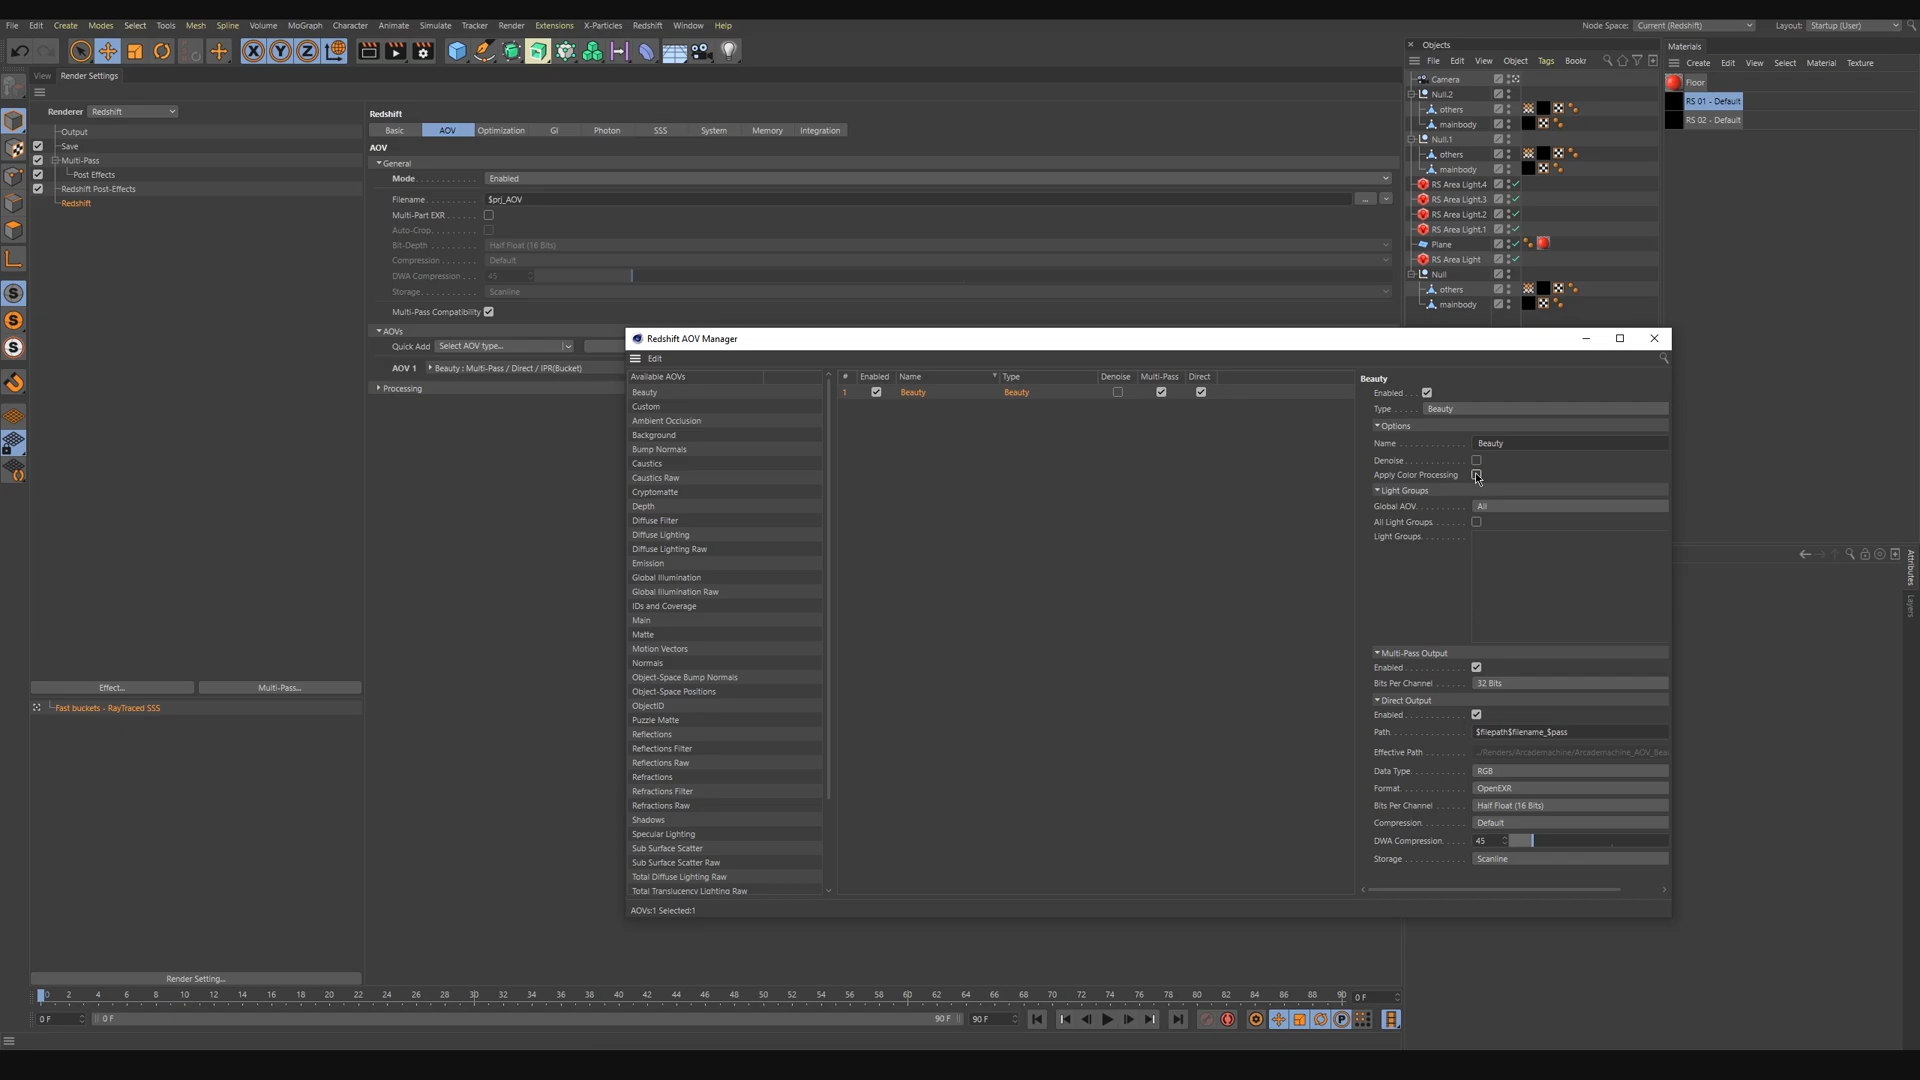 File Edit Create Modes Select Tools Mesh Spline Volume MoGraph Character Animate Simulate Tracker Render Extensions X-Particles Redshift Window Help
Node Space: Current (Redshift) Layout: Startup (User)
View Render Settings
Renderer Redshift
Output
Save
Multi-Pass
Post Effects
Redshift Post-Effects
Redshift
Effect... Multi-Pass...
Fast buckets - RayTraced SSS
Render Setting...
Redshift
Basic AOV Optimization GI Photon SSS System Memory Integration
AOV
General
Mode Enabled
Filename $prj_AOV ...
Multi-Part EXR
Auto-Crop
Bit-Depth Half Float (16 Bits)
Compression Default
DWA Compression 45
Storage Scanline
Multi-Pass Compatibility
AOVs
Quick Add Select AOV type...
AOV 1 Beauty : Multi-Pass / Direct / IPR(Bucket)
Processing
Redshift AOV Manager
Edit
Available AOVs
Beauty
Custom
Ambient Occlusion
Background
Bump Normals
Caustics
Caustics Raw
Cryptomatte
Depth
Diffuse Filter
Diffuse Lighting
Diffuse Lighting Raw
Emission
Global Illumination
Global Illumination Raw
IDs and Coverage
Main
Matte
Motion Vectors
Normals
Object-Space Bump Normals
Object-Space Positions
ObjectID
Puzzle Matte
Reflections
Reflections Filter
Reflections Raw
Refractions
Refractions Filter
Refractions Raw
Shadows
Specular Lighting
Sub Surface Scatter
Sub Surface Scatter Raw
Total Diffuse Lighting Raw
Total Translucency Lighting Raw
AOVs:1 Selected:1
# Enabled Name Type Denoise Multi-Pass Direct
1 Beauty Beauty
Beauty
Enabled
Type Beauty
Options
Name Beauty
Denoise
Apply Color Processing
Light Groups
Global AOV All
All Light Groups
Light Groups
Multi-Pass Output
Enabled
Bits Per Channel 32 Bits
Direct Output
Enabled
Path $filepath$filename_$pass
Effective Path ../Renders/Arcademachine/Arcademachine_AOV_Bea
Data Type RGB
Format OpenEXR
Bits Per Channel Half Float (16 Bits)
Compression Default
DWA Compression 45
Storage Scanline
Objects
File Edit View Object Tags Bookr
Camera
Null.2
others
mainbody
Null.1
others
mainbody
RS Area Light.4
RS Area Light.3
RS Area Light.2
RS Area Light.1
Plane
RS Area Light
Null
others
mainbody
Materials
Create Edit View Select Material Texture
Floor
RS 01 - Default
RS 02 - Default
Attributes
Layers
0 2 4 6 8 10 12 14 16 18 20 22 24 26 28 30 32 34 36 38 40 42 44 46 48 50 52 54 56 58 60 62 64 66 68 70 72 74 76 78 80 82 84 86 88 90 0 F
0 F 0 F 90 F 90 F